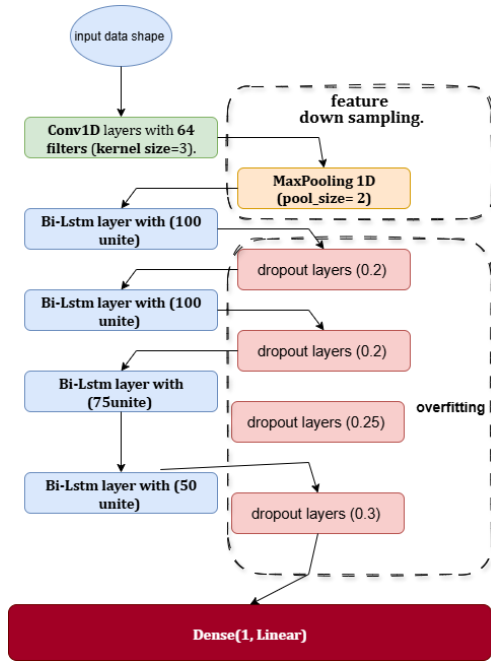 input data shape
feature
down sampling.
Conv1D layers with 64
filters (kernel size=3).
MaxPooling 1D
(pool_size= 2)
Bi-Lstm layer with (100
unite)
dropout layers (0.2)
Bi-Lstm layer with (100
unite)
dropout layers (0.2)
Bi-Lstm layer with
(75unite)
overfitting
dropout layers (0.25)
Bi-Lstm layer with (50
unite)
dropout layers (0.3)
Dense(1, Linear)